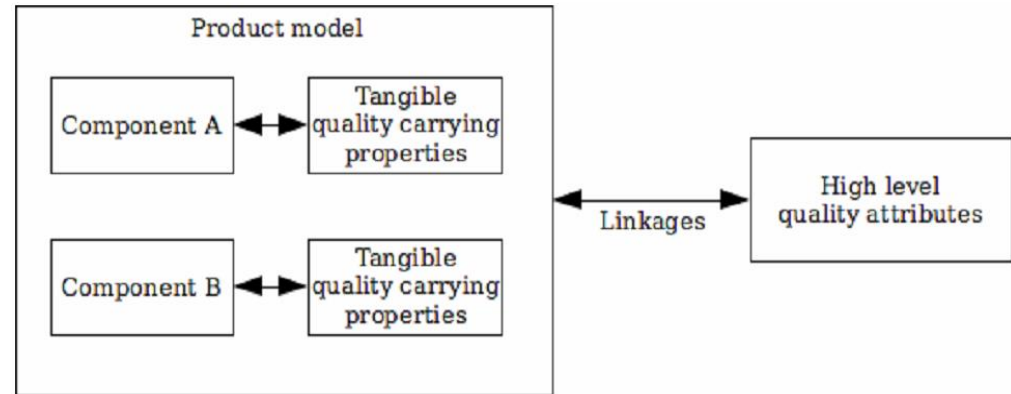 Product model
Component A
Tangible
quality carrying
properties
Component B
Tangible
quality carrying
properties
Linkages
High level
quality attributes